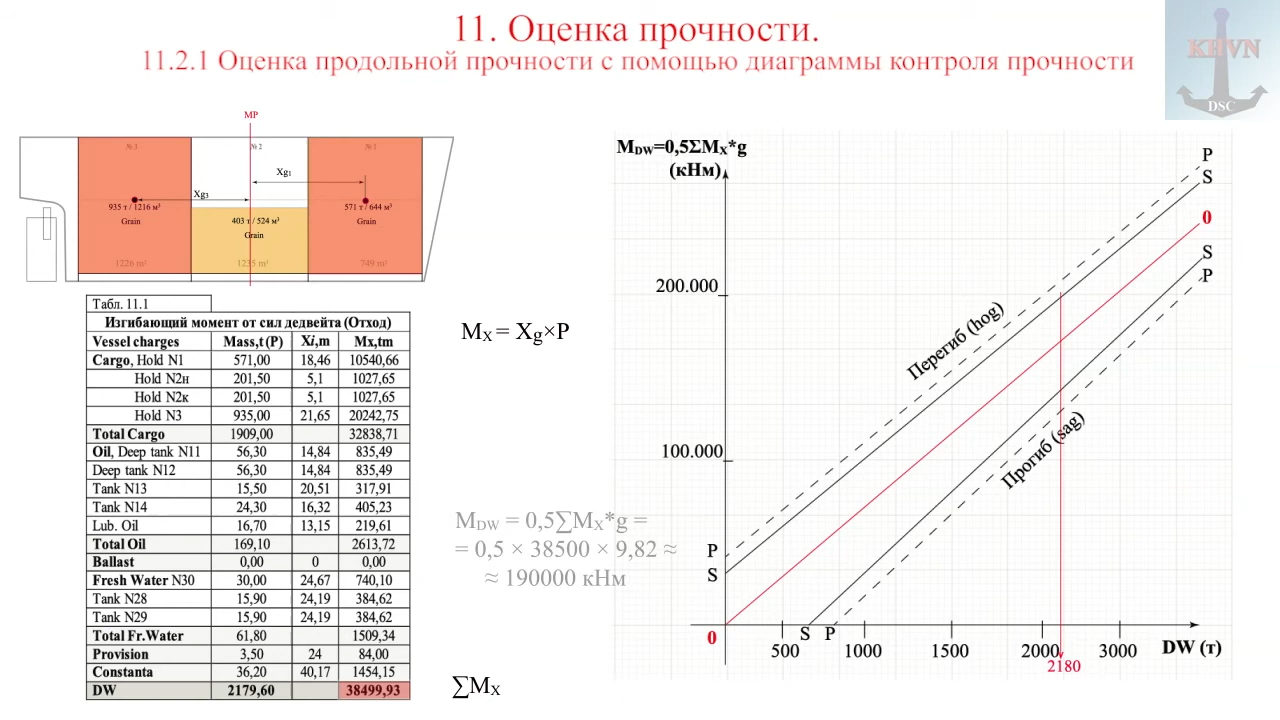 11. Оценка прочности.
11.2.1 Оценка продольной прочности с помощью диаграммы контроля прочности
KHVN
DSC
МР
№ 3
№ 2
№ 1
Xg₁
Xg₃
935 т / 1216 м³
Grain
403 т / 524 м³
Grain
571 т / 644 м³
Grain
1226 m³
1235 m³
749 m³
Табл. 11.1
Изгибающий момент от сил дедвейта (Отход)
Vessel charges Mass,t (P) Xi,m Mx,tm
Cargo, Hold N1 571,00 18,46 10540,66
Hold N2н 201,50 5,1 1027,65
Hold N2к 201,50 5,1 1027,65
Hold N3 935,00 21,65 20242,75
Total Cargo 1909,00 32838,71
Oil, Deep tank N11 56,30 14,84 835,49
Deep tank N12 56,30 14,84 835,49
Tank N13 15,50 20,51 317,91
Tank N14 24,30 16,32 405,23
Lub. Oil 16,70 13,15 219,61
Total Oil 169,10 2613,72
Ballast 0,00 0 0,00
Fresh Water N30 30,00 24,67 740,10
Tank N28 15,90 24,19 384,62
Tank N29 15,90 24,19 384,62
Total Fr.Water 61,80 1509,34
Provision 3,50 24 84,00
Constanta 36,20 40,17 1454,15
DW 2179,60 38499,93
Mx = Xg×P
MDW = 0,5∑Mx*g =
= 0,5 × 38500 × 9,82 ≈
≈ 190000 кНм
∑Mx
MDW=0,5ΣMx*g
(кНм)
200.000
100.000
P
S
0
S
P
Перегиб (hog)
Прогиб (sag)
P
S
0
S P
500 1000 1500 2000 3000 DW (т)
2180